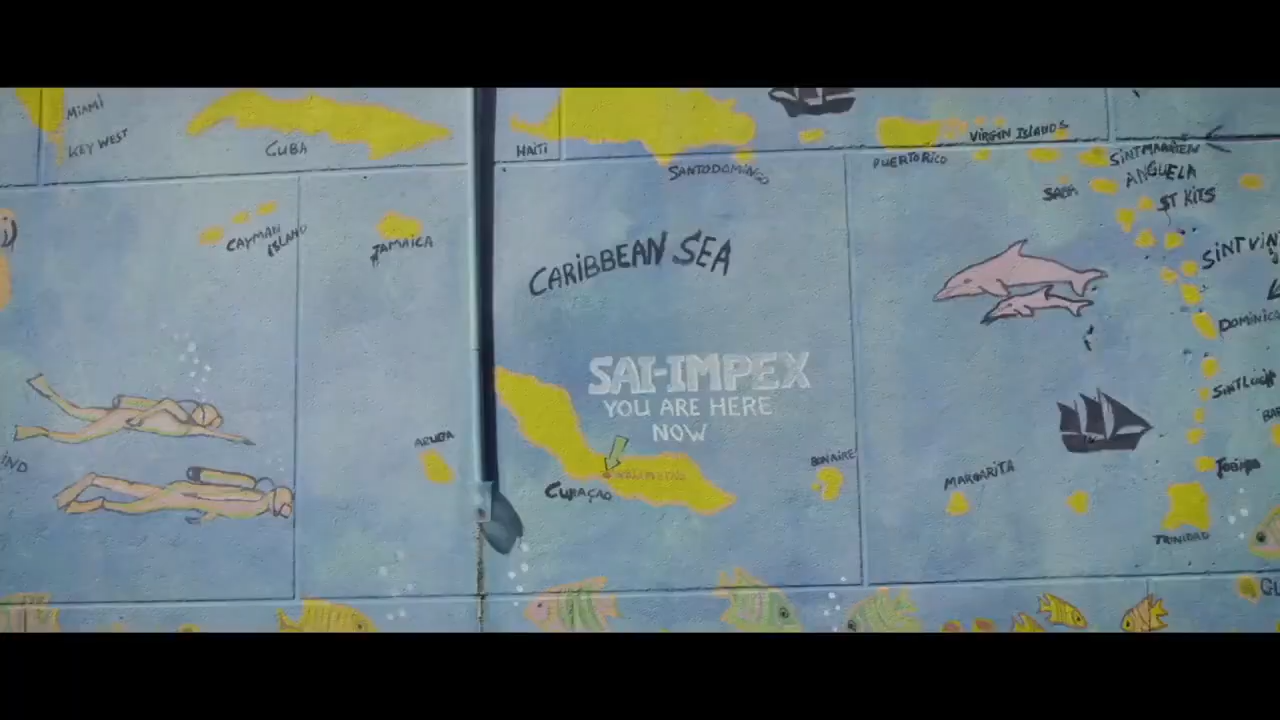 MIAMI
KEY WEST
CUBA
HAITI
SANTODOMINGO
PUERTORICO
VIRGIN ISLANDS
SINTMAARTEN
ANGUELA
SABA
ST KITS
CAYMAN
ISLAND
JAMAICA
CARIBBEAN SEA
SINTVIN
DOMINICA
SAI-IMPEX
YOU ARE HERE
NOW
SINTLUCIA
ARUBA
CURAÇAO
BONAIRE
MARGARITA
TOBAGO
TRINIDAD